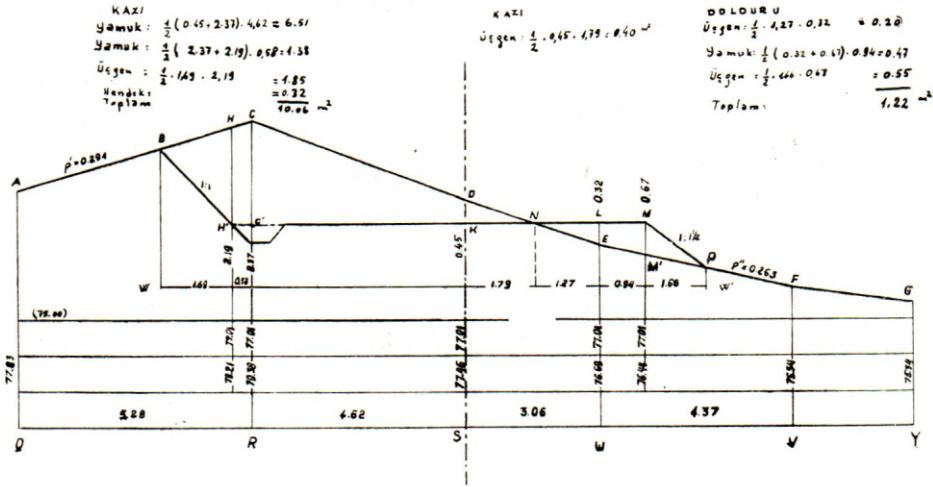 KAZI
Yamuk : 1/2 (0.45+2.37). 4,62 = 6.51
Yamuk : 1/2 ( 2.37 + 2.19). 0,58 = 1.38
Üçgen : 1/2 . 1,69 . 2,19 = 1.85
Hendek : = 0.32
Toplam 10.06 m²
KAZI
Üçgen : 1/2 . 0,45 . 1,79 = 0.40 m²
DOLDURU
Üçgen : 1/2 . 1,27 . 0,32 = 0.20
Yamuk : 1/2 ( 0.32 + 0.67) . 0.94 = 0.47
Üçgen = 1/2 . 1.66 . 0,67 = 0.55
Toplam : 1.22 m²
A
B
H
C
D
N
L
M
p'=0.294
1:1
H'
C'
K
E
M'
P
1:1½
p''=0.263
F
G
0.32
0.67
2.19
2.37
0.45
W
1.69
0.58
1.79
1.27
0.94
1.66
W'
(75.00)
77.83
77.01
77.01
77.01
77.01
77.01
79.21
79.38
77.46
76.69
75.54
5,28
4.62
3.06
4.37
Q
R
S
W
V
Y